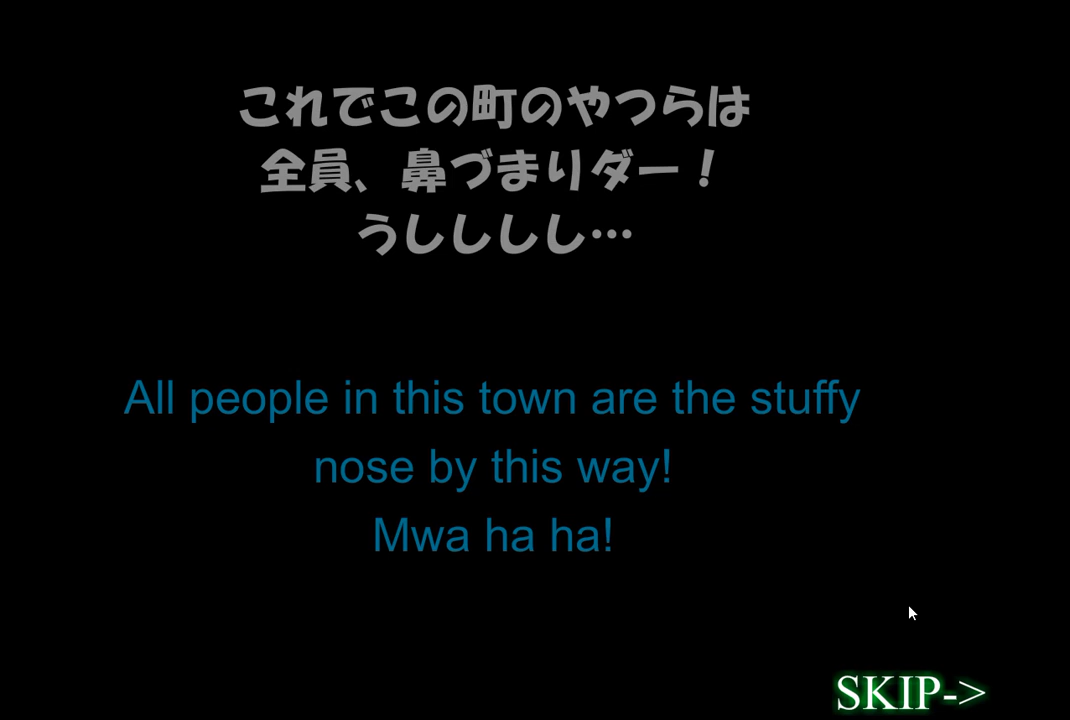 これでこの町のやつらは
全員、鼻づまりダー！
うしししし…
All people in this town are the stuffy
nose by this way!
Mwa ha ha!
SKIP->